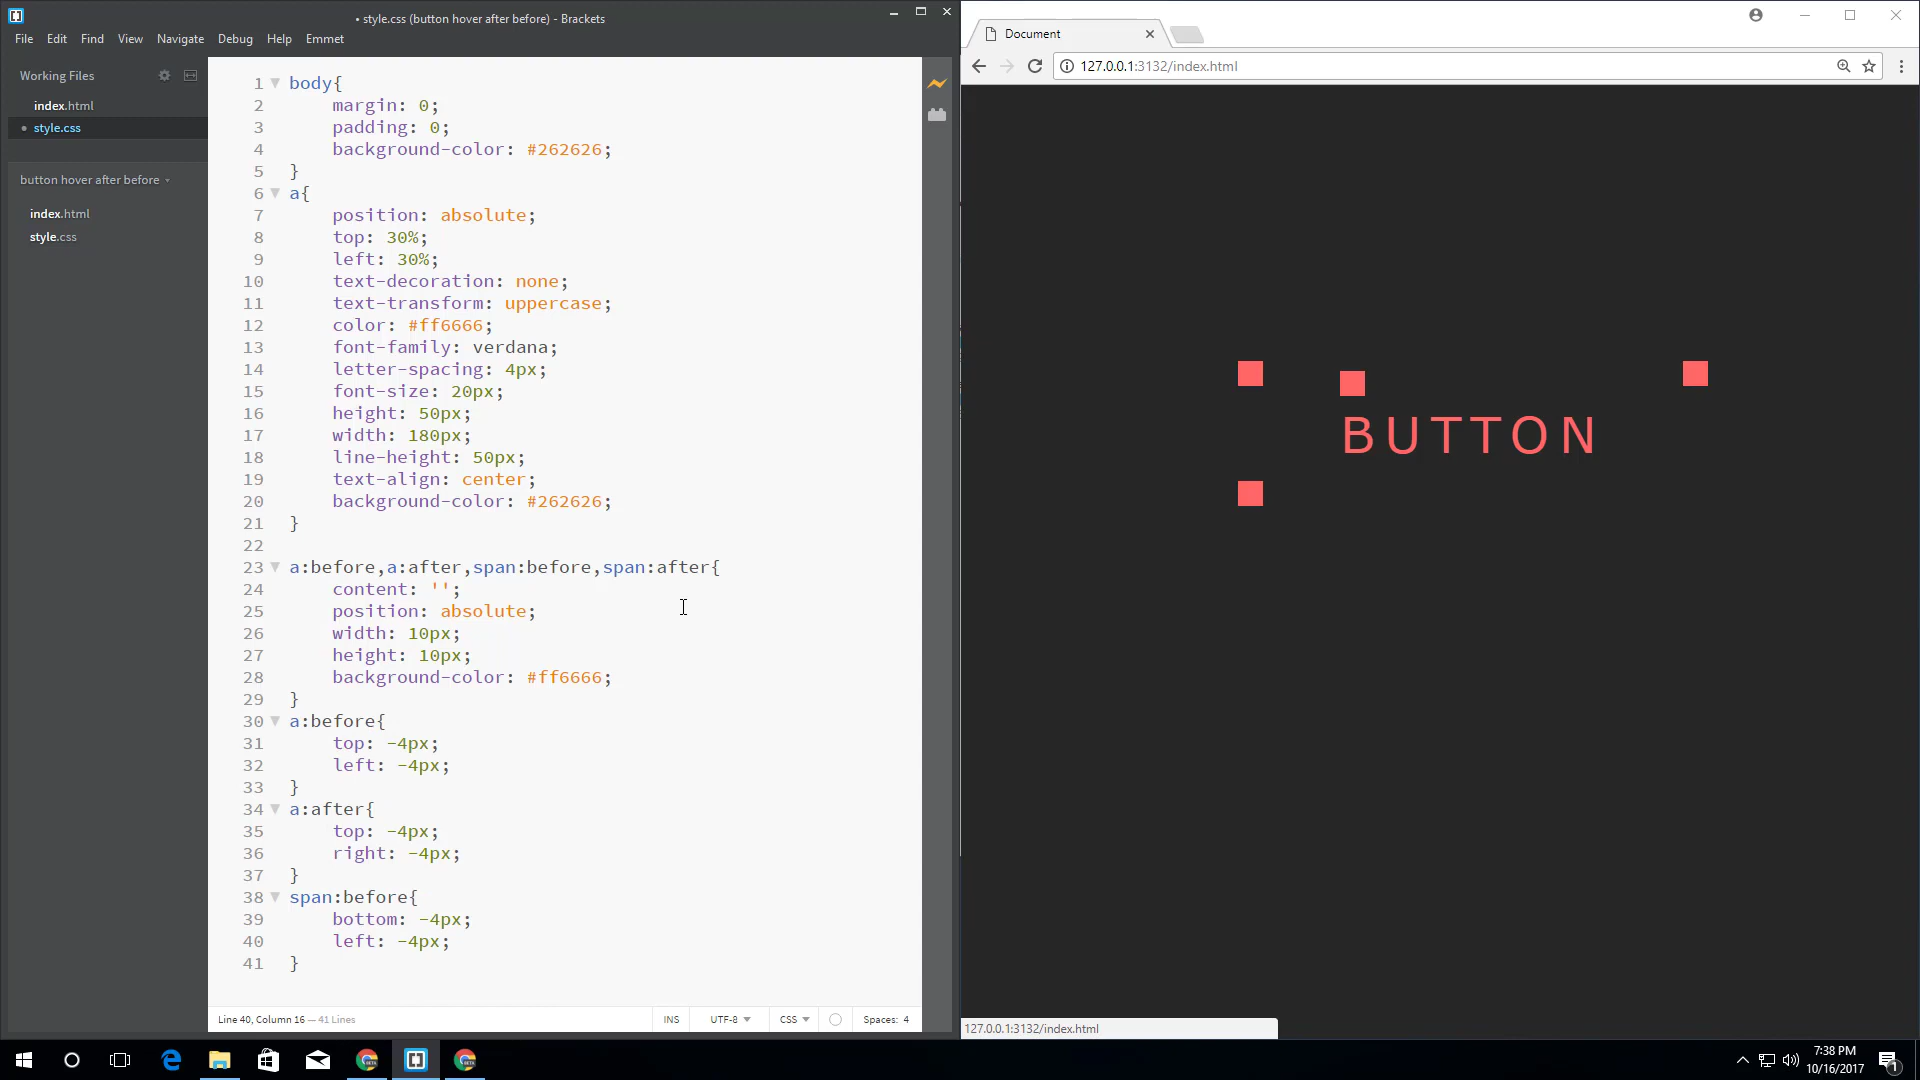 • style.css (button hover after before) - Brackets
File Edit Find View Navigate Debug Help Emmet
Working Files
index.html
• style.css
button hover after before
index.html
style.css
1 body{
2 margin: 0;
3 padding: 0;
4 background-color: #262626;
5 }
6 a{
7 position: absolute;
8 top: 30%;
9 left: 30%;
10 text-decoration: none;
11 text-transform: uppercase;
12 color: #ff6666;
13 font-family: verdana;
14 letter-spacing: 4px;
15 font-size: 20px;
16 height: 50px;
17 width: 180px;
18 line-height: 50px;
19 text-align: center;
20 background-color: #262626;
21 }
22
23 a:before,a:after,span:before,span:after{
24 content: '';
25 position: absolute;
26 width: 10px;
27 height: 10px;
28 background-color: #ff6666;
29 }
30 a:before{
31 top: -4px;
32 left: -4px;
33 }
34 a:after{
35 top: -4px;
36 right: -4px;
37 }
38 span:before{
39 bottom: -4px;
40 left: -4px;
41 }
Line 40, Column 16 — 41 Lines
INS UTF-8 CSS Spaces: 4
Document
127.0.0.1:3132/index.html
BUTTON
127.0.0.1:3132/index.html
7:38 PM
10/16/2017
1